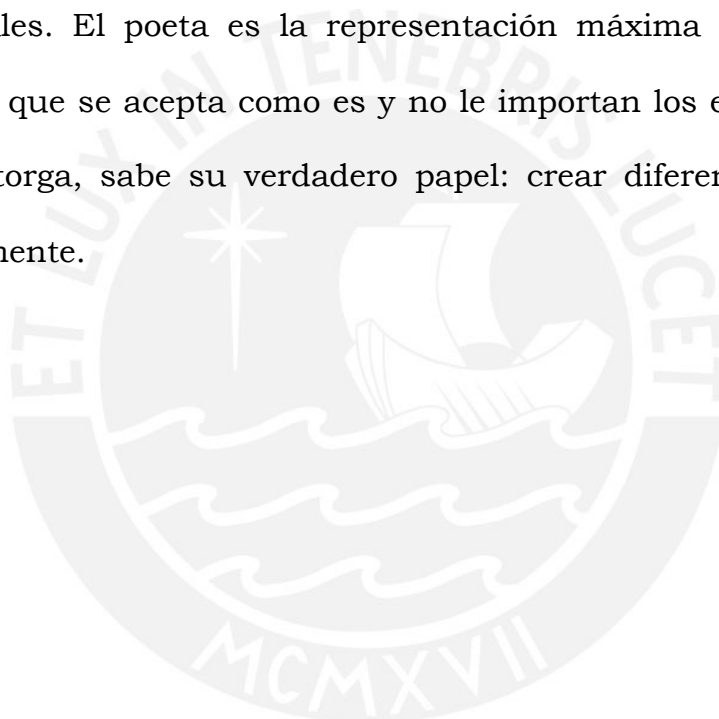 les. El poeta es la representación máxima
que se acepta como es y no le importan los e
torga, sabe su verdadero papel: crear diferen
mente.
ET LUX IN TENEBRIS LUCET
MCMXVII